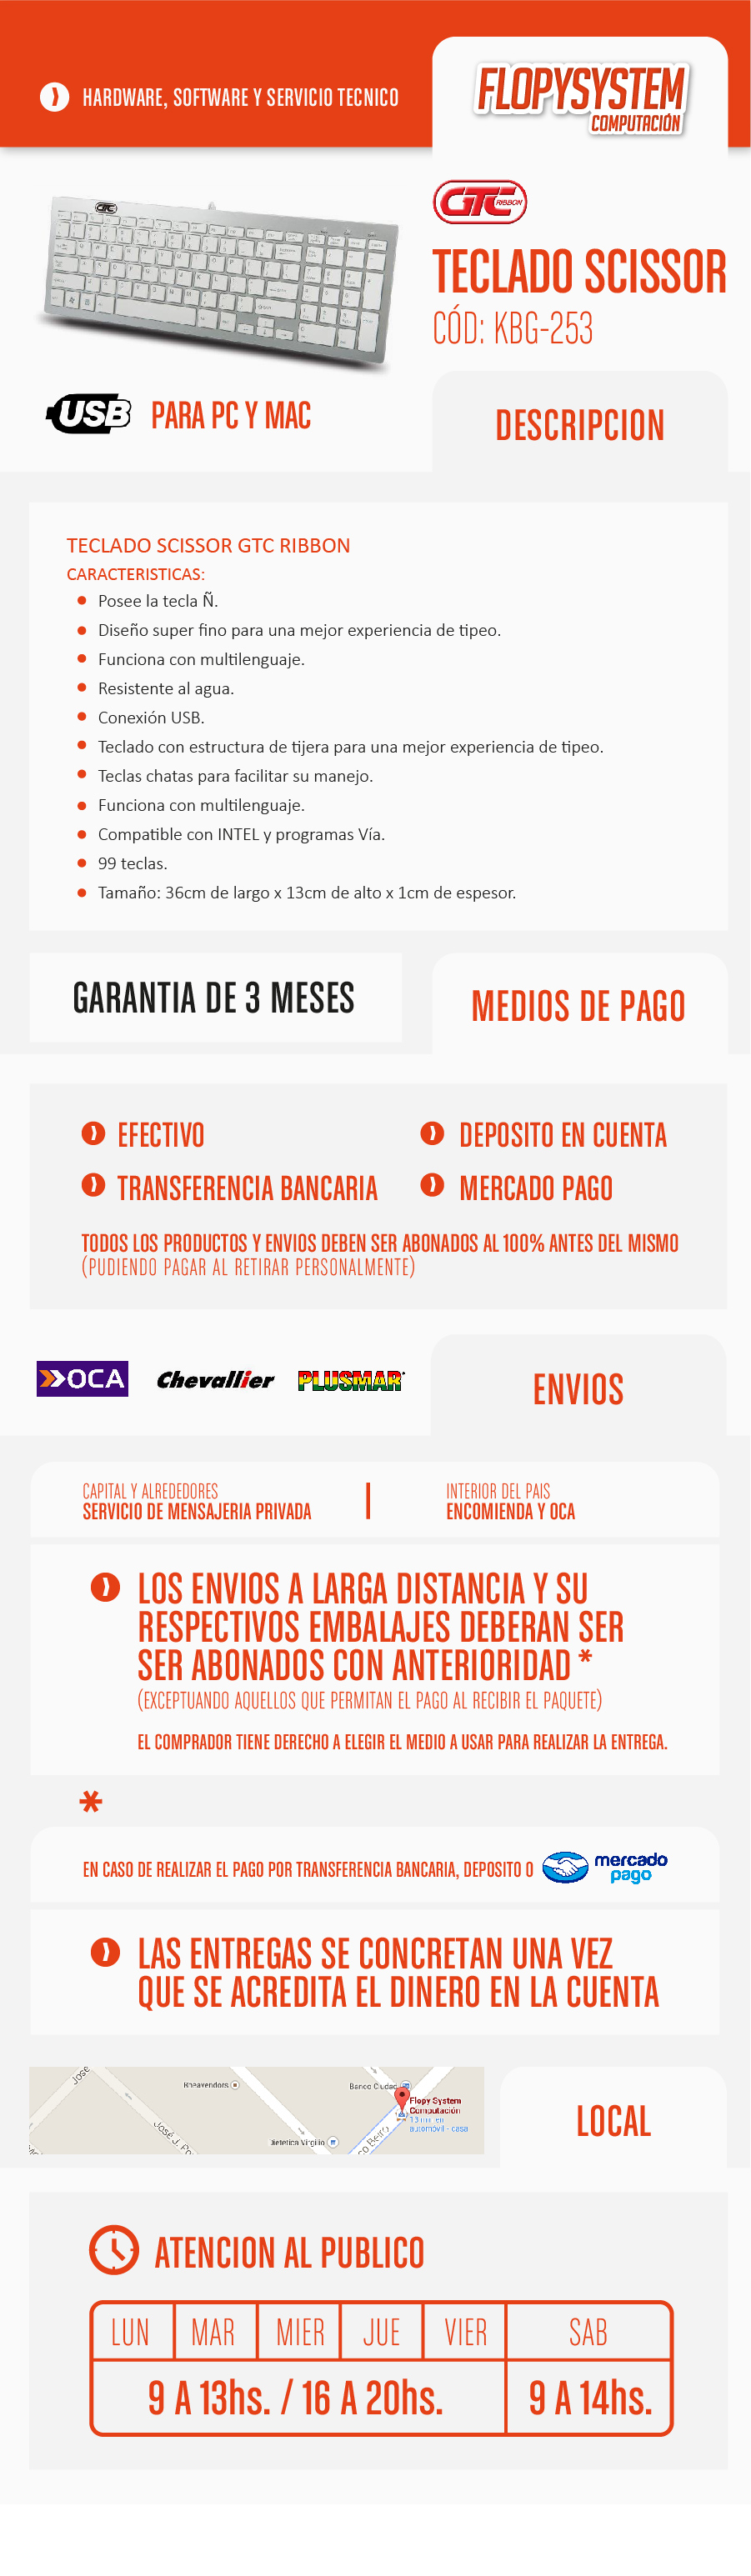 HARDWARE, SOFTWARE Y SERVICIO TECNICO
FLOPYSYSTEM
COMPUTACIÓN
GTC
RIBBON
TECLADO SCISSOR
CÓD: KBG-253
GTC
USB
PARA PC Y MAC
DESCRIPCION
TECLADO SCISSOR GTC RIBBON
CARACTERISTICAS:
Posee la tecla Ñ.
Diseño super fino para una mejor experiencia de tipeo.
Funciona con multilenguaje.
Resistente al agua.
Conexión USB.
Teclado con estructura de tijera para una mejor experiencia de tipeo.
Teclas chatas para facilitar su manejo.
Funciona con multilenguaje.
Compatible con INTEL y programas Vía.
99 teclas.
Tamaño: 36cm de largo x 13cm de alto x 1cm de espesor.
GARANTIA DE 3 MESES
MEDIOS DE PAGO
EFECTIVO
DEPOSITO EN CUENTA
TRANSFERENCIA BANCARIA
MERCADO PAGO
TODOS LOS PRODUCTOS Y ENVIOS DEBEN SER ABONADOS AL 100% ANTES DEL MISMO
(PUDIENDO PAGAR AL RETIRAR PERSONALMENTE)
OCA
Chevallier
PLUSMAR
ENVIOS
CAPITAL Y ALREDEDORES
SERVICIO DE MENSAJERIA PRIVADA
INTERIOR DEL PAIS
ENCOMIENDA Y OCA
LOS ENVIOS A LARGA DISTANCIA Y SU
RESPECTIVOS EMBALAJES DEBERAN SER
SER ABONADOS CON ANTERIORIDAD *
(EXCEPTUANDO AQUELLOS QUE PERMITAN EL PAGO AL RECIBIR EL PAQUETE)
EL COMPRADOR TIENE DERECHO A ELEGIR EL MEDIO A USAR PARA REALIZAR LA ENTREGA.
*
EN CASO DE REALIZAR EL PAGO POR TRANSFERENCIA BANCARIA, DEPOSITO O
mercado
pago
LAS ENTREGAS SE CONCRETAN UNA VEZ
QUE SE ACREDITA EL DINERO EN LA CUENTA
José
Banco Ciudad
Flopy System
Computación
13 min en
automóvil - casa
José J. Po
Dietetica Virgilio
co Beiró
LOCAL
ATENCION AL PUBLICO
LUN
MAR
MIER
JUE
VIER
SAB
9 A 13hs. / 16 A 20hs.
9 A 14hs.